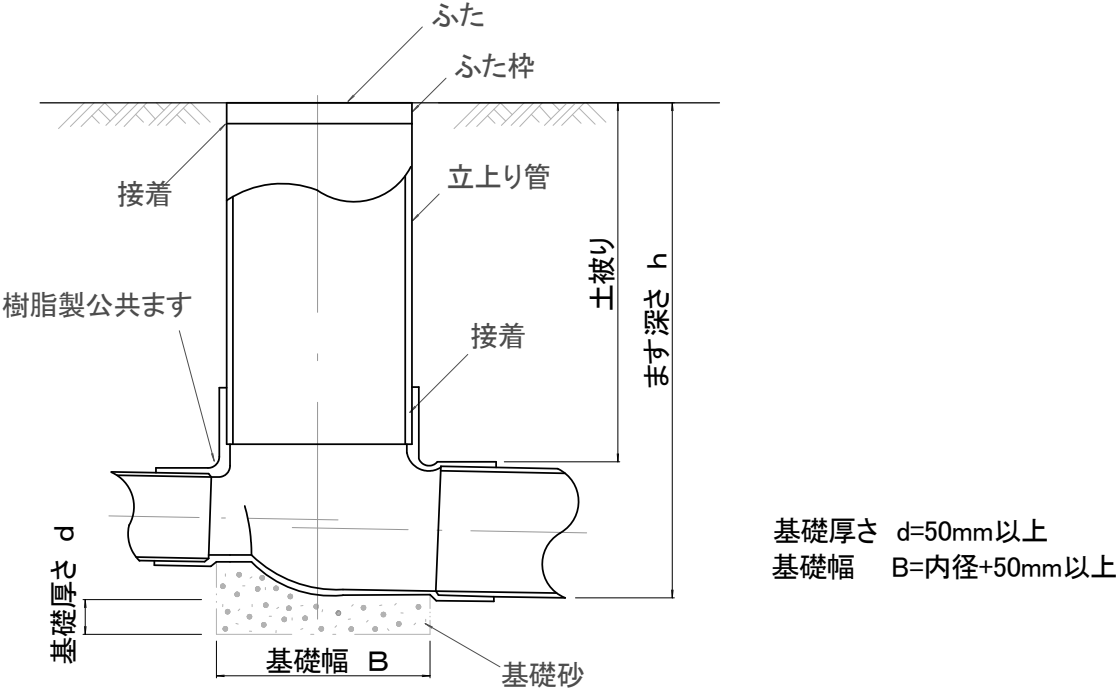 ふた
ふた枠
接着
立上り管
土被り
ます深さ h
樹脂製公共ます
接着
基礎厚さ d
基礎厚さ d=50mm以上
基礎幅 B=内径+50mm以上
基礎幅 B
基礎砂